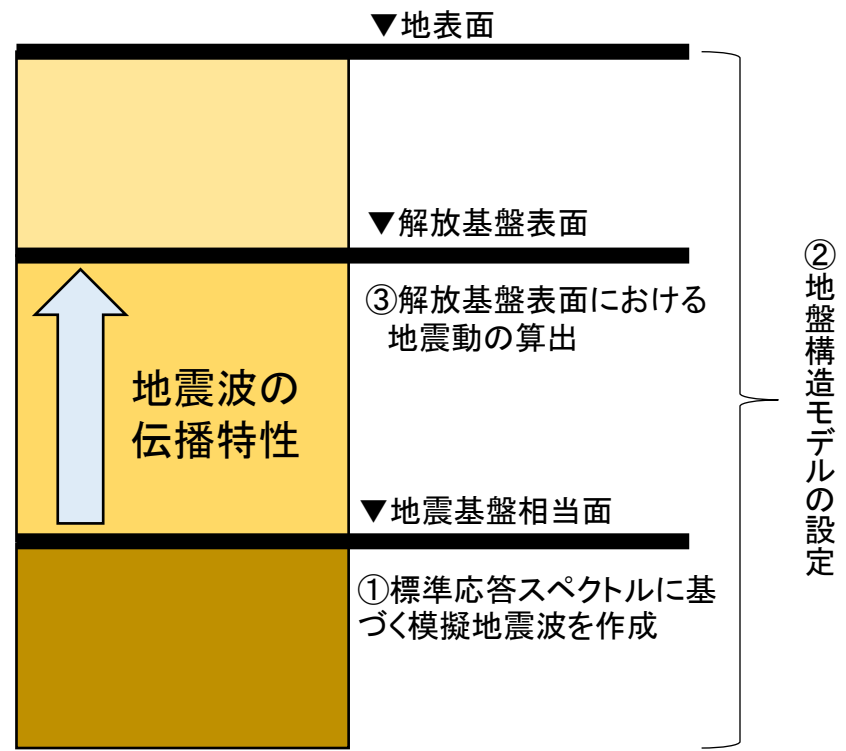 ▼地表面
▼解放基盤表面
③解放基盤表面における
地震動の算出
地震波の
伝播特性
▼地震基盤相当面
①標準応答スペクトルに基
づく模擬地震波を作成
②地盤構造モデルの設定